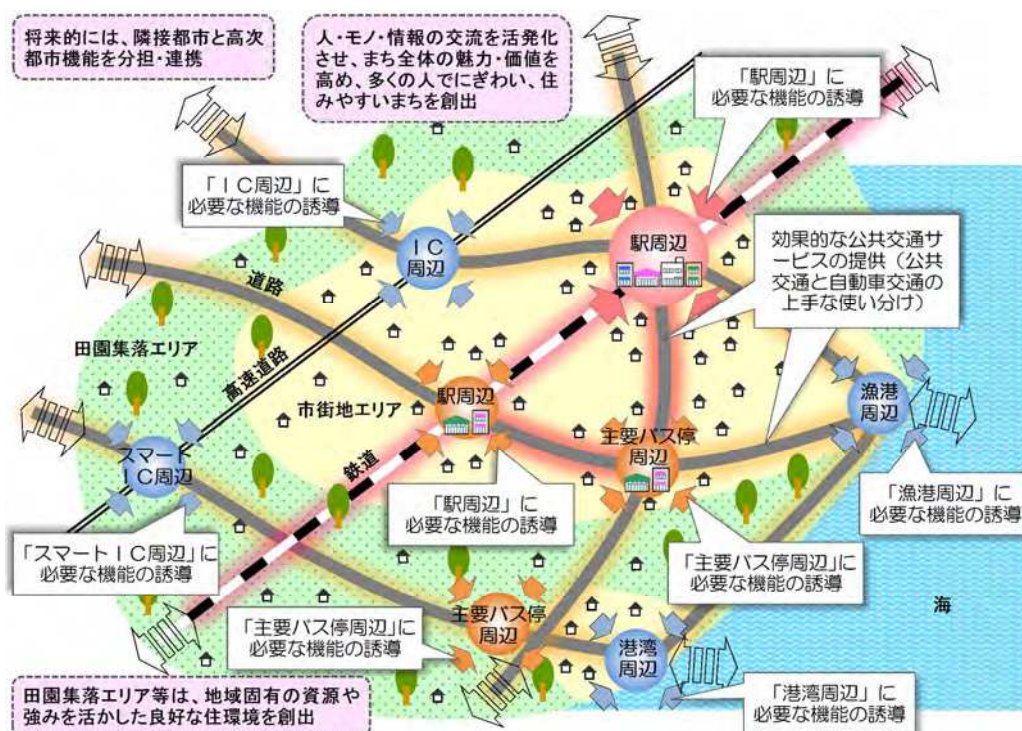 将来的には、隣接都市と高次
都市機能を分担・連携
人・モノ・情報の交流を活発化
させ、まち全体の魅力・価値を
高め、多くの人でにぎわい、住
みやすいまちを創出
「駅周辺」に
必要な機能の誘導
「IC周辺」に
必要な機能の誘導
IC
周辺
駅周辺
効果的な公共交通サ
ービスの提供(公共
交通と自動車交通の
上手な使い分け)
道路
田園集落エリア
高速道路
市街地エリア
駅周辺
漁港
周辺
主要バス停
周辺
スマート
IC周辺
鉄道
「駅周辺」に
必要な機能の誘導
「漁港周辺」に
必要な機能の誘導
「スマートIC周辺」に
必要な機能の誘導
「主要バス停周辺」に
必要な機能の誘導
海
主要バス停
周辺
「主要バス停周辺」に
必要な機能の誘導
港湾
周辺
「港湾周辺」に
必要な機能の誘導
田園集落エリア等は、地域固有の資源や
強みを活かした良好な住環境を創出